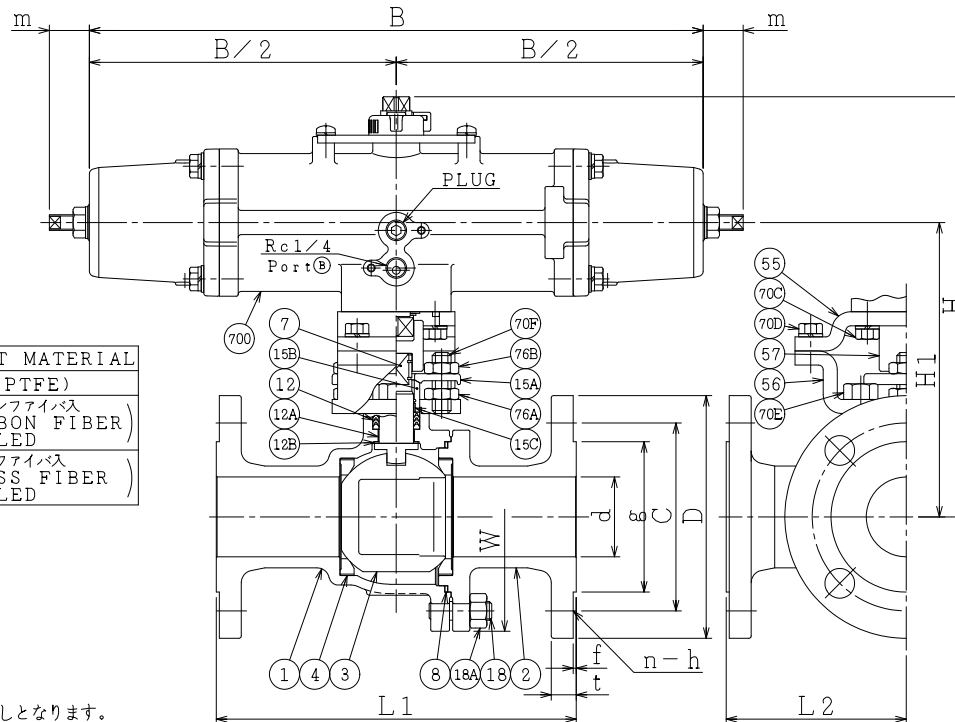 m
B
m
B/2
B/2
PLUG
Rc1/4
Port Ⓑ
55
70C
70D
57
56
70E
H
H1
700
7
15B
12
12A
12B
70F
76B
15A
76A
15C
T MATERIAL
PTFE)
ンファイバ入
BON FIBER
LED
ファイバ入
SS FIBER
LED
W
d
g
C
D
1
4
3
8
18A
18
2
f
t
n-h
L1
L2
しとなります。